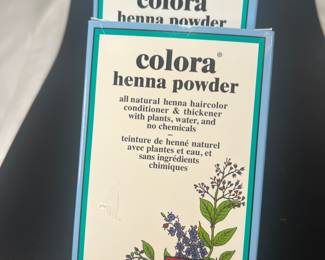 colora
henna powder
colora®
henna powder
all natural henna haircolor
conditioner & thickener
with plants, water, and
no chemicals
–
teinture de henné naturel
avec plantes et eau, et
sans ingrédients
chimiques